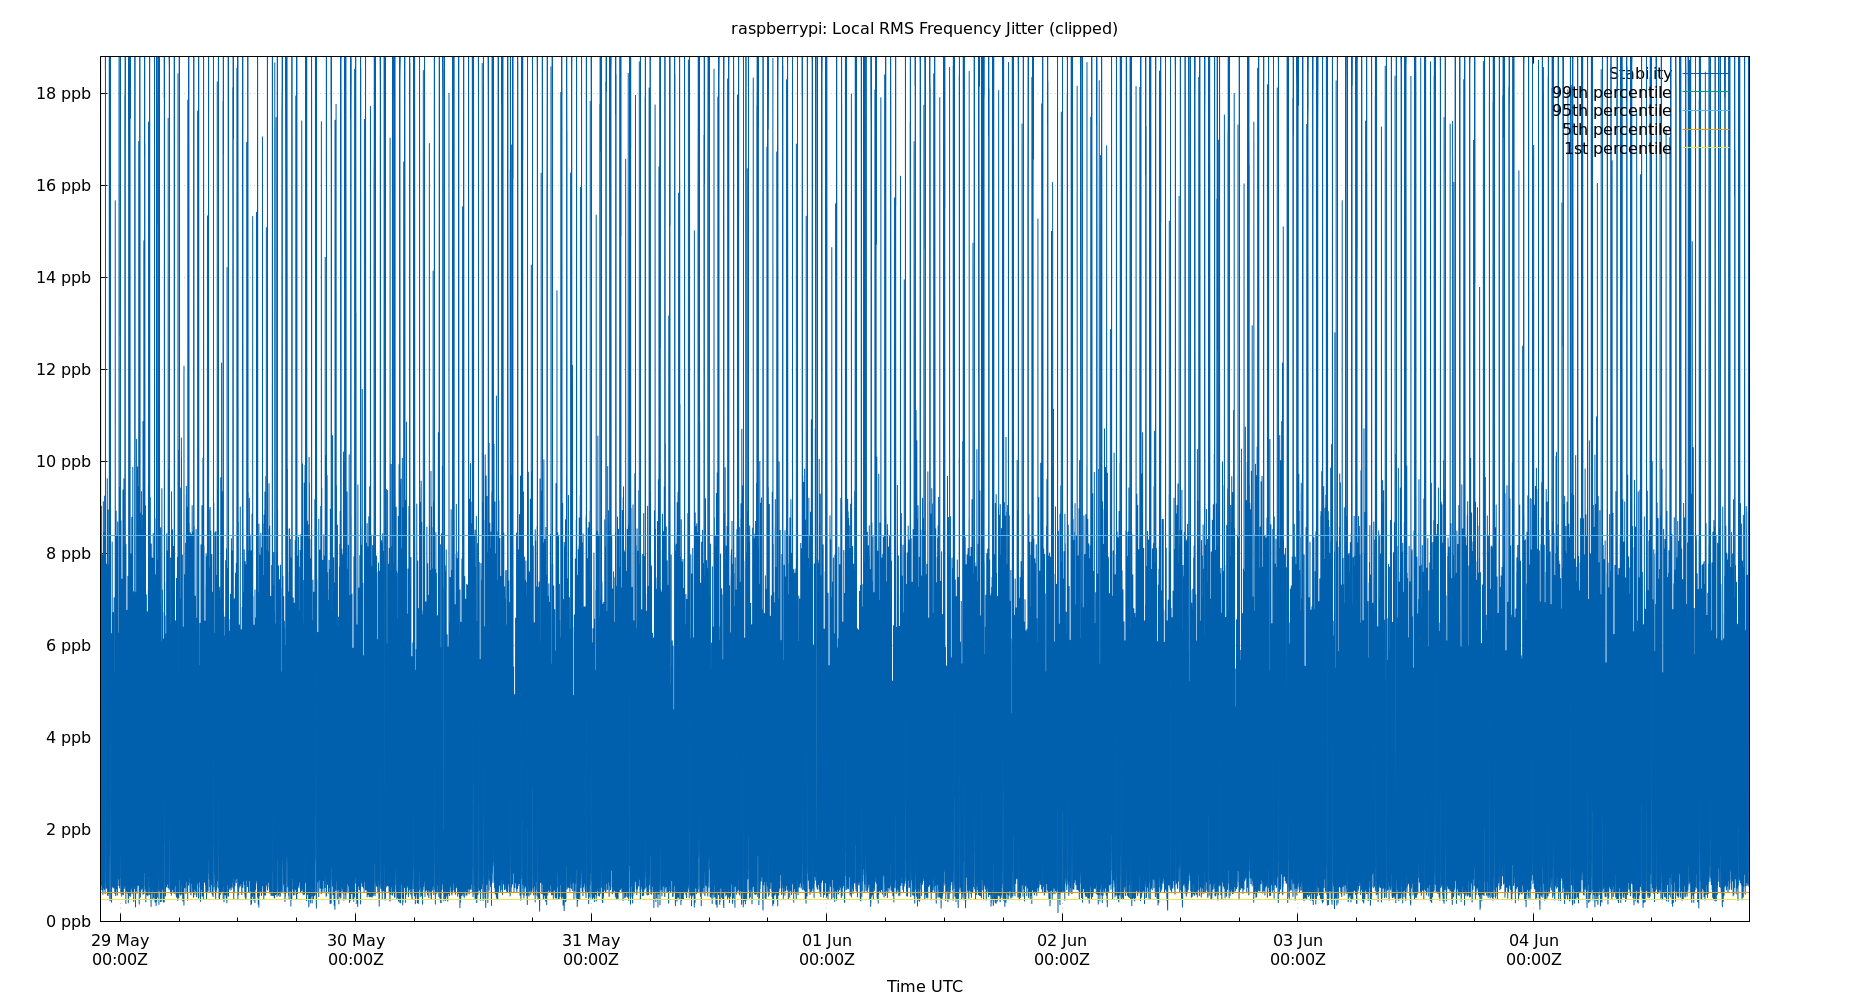 raspberrypi: Local RMS Frequency Jitter (clipped)
Stability
99th percentile
95th percentile
5th percentile
1st percentile
18 ppb
16 ppb
14 ppb
12 ppb
10 ppb
8 ppb
6 ppb
4 ppb
2 ppb
0 ppb
29 May 30 May 31 May 01 Jun 02 Jun 03 Jun 04 Jun
00:00Z 00:00Z 00:00Z 00:00Z 00:00Z 00:00Z 00:00Z
Time UTC